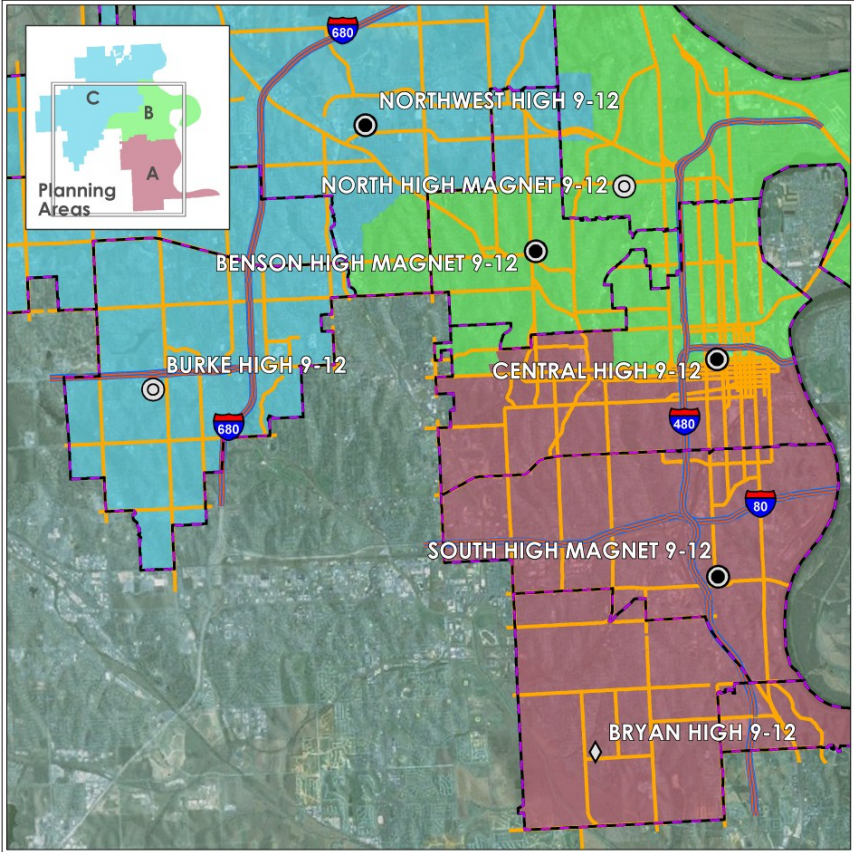 680
C
B
A
Planning
Areas
NORTHWEST HIGH 9-12
NORTH HIGH MAGNET 9-12
BENSON HIGH MAGNET 9-12
BURKE HIGH 9-12
CENTRAL HIGH 9-12
680
480
80
SOUTH HIGH MAGNET 9-12
BRYAN HIGH 9-12